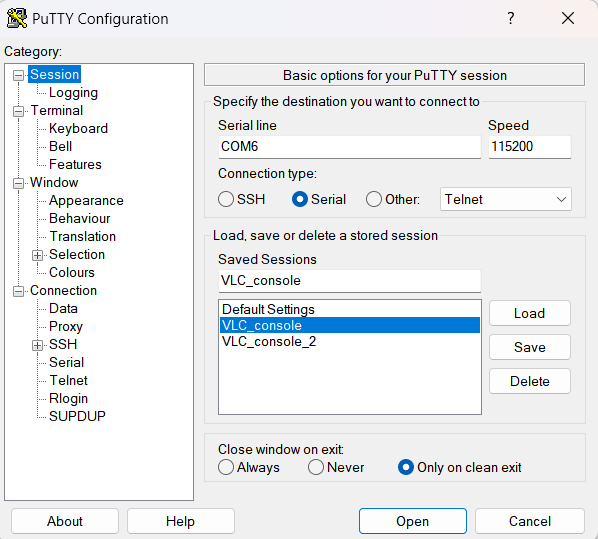 PuTTY Configuration
?
Category:
Session
Logging
Terminal
Keyboard
Bell
Features
Window
Appearance
Behaviour
Translation
Selection
Colours
Connection
Data
Proxy
SSH
Serial
Telnet
Rlogin
SUPDUP
Basic options for your PuTTY session
Specify the destination you want to connect to
Serial line Speed
COM6 115200
Connection type:
SSH Serial Other: Telnet
Load, save or delete a stored session
Saved Sessions
VLC_console
Default Settings
VLC_console
VLC_console_2
Load
Save
Delete
Close window on exit:
Always Never Only on clean exit
About Help Open Cancel